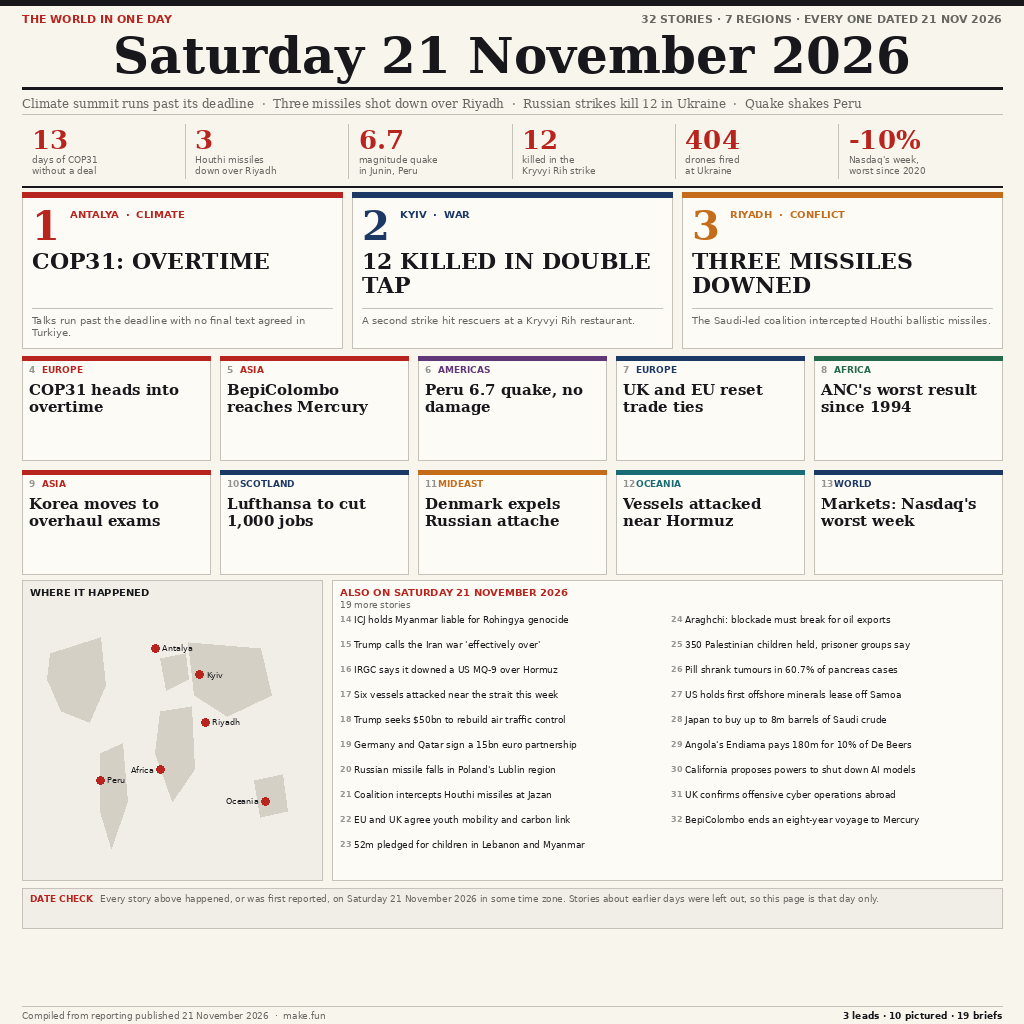 THE WORLD IN ONE DAY
32 STORIES · 7 REGIONS · EVERY ONE DATED 21 NOV 2026
Saturday 21 November 2026
Climate summit runs past its deadline · Three missiles shot down over Riyadh · Russian strikes kill 12 in Ukraine · Quake shakes Peru
13
days of COP31
without a deal
3
Houthi missiles
down over Riyadh
6.7
magnitude quake
in Junin, Peru
12
killed in the
Kryvyi Rih strike
404
drones fired
at Ukraine
-10%
Nasdaq's week,
worst since 2020
1 ANTALYA · CLIMATE
COP31: OVERTIME
Talks run past the deadline with no final text agreed in
Turkiye.
2 KYIV · WAR
12 KILLED IN DOUBLE
TAP
A second strike hit rescuers at a Kryvyi Rih restaurant.
3 RIYADH · CONFLICT
THREE MISSILES
DOWNED
The Saudi-led coalition intercepted Houthi ballistic missiles.
4 EUROPE
COP31 heads into
overtime
5 ASIA
BepiColombo
reaches Mercury
6 AMERICAS
Peru 6.7 quake, no
damage
7 EUROPE
UK and EU reset
trade ties
8 AFRICA
ANC's worst result
since 1994
9 ASIA
Korea moves to
overhaul exams
10 SCOTLAND
Lufthansa to cut
1,000 jobs
11 MIDEAST
Denmark expels
Russian attache
12 OCEANIA
Vessels attacked
near Hormuz
13 WORLD
Markets: Nasdaq's
worst week
WHERE IT HAPPENED
Antalya
Kyiv
Riyadh
Africa
Peru
Oceania
ALSO ON SATURDAY 21 NOVEMBER 2026
19 more stories
14 ICJ holds Myanmar liable for Rohingya genocide
15 Trump calls the Iran war 'effectively over'
16 IRGC says it downed a US MQ-9 over Hormuz
17 Six vessels attacked near the strait this week
18 Trump seeks $50bn to rebuild air traffic control
19 Germany and Qatar sign a 15bn euro partnership
20 Russian missile falls in Poland's Lublin region
21 Coalition intercepts Houthi missiles at Jazan
22 EU and UK agree youth mobility and carbon link
23 52m pledged for children in Lebanon and Myanmar
24 Araghchi: blockade must break for oil exports
25 350 Palestinian children held, prisoner groups say
26 Pill shrank tumours in 60.7% of pancreas cases
27 US holds first offshore minerals lease off Samoa
28 Japan to buy up to 8m barrels of Saudi crude
29 Angola's Endiama pays 180m for 10% of De Beers
30 California proposes powers to shut down AI models
31 UK confirms offensive cyber operations abroad
32 BepiColombo ends an eight-year voyage to Mercury
DATE CHECK Every story above happened, or was first reported, on Saturday 21 November 2026 in some time zone. Stories about earlier days were left out, so this page is that day only.
Compiled from reporting published 21 November 2026 · make.fun
3 leads · 10 pictured · 19 briefs